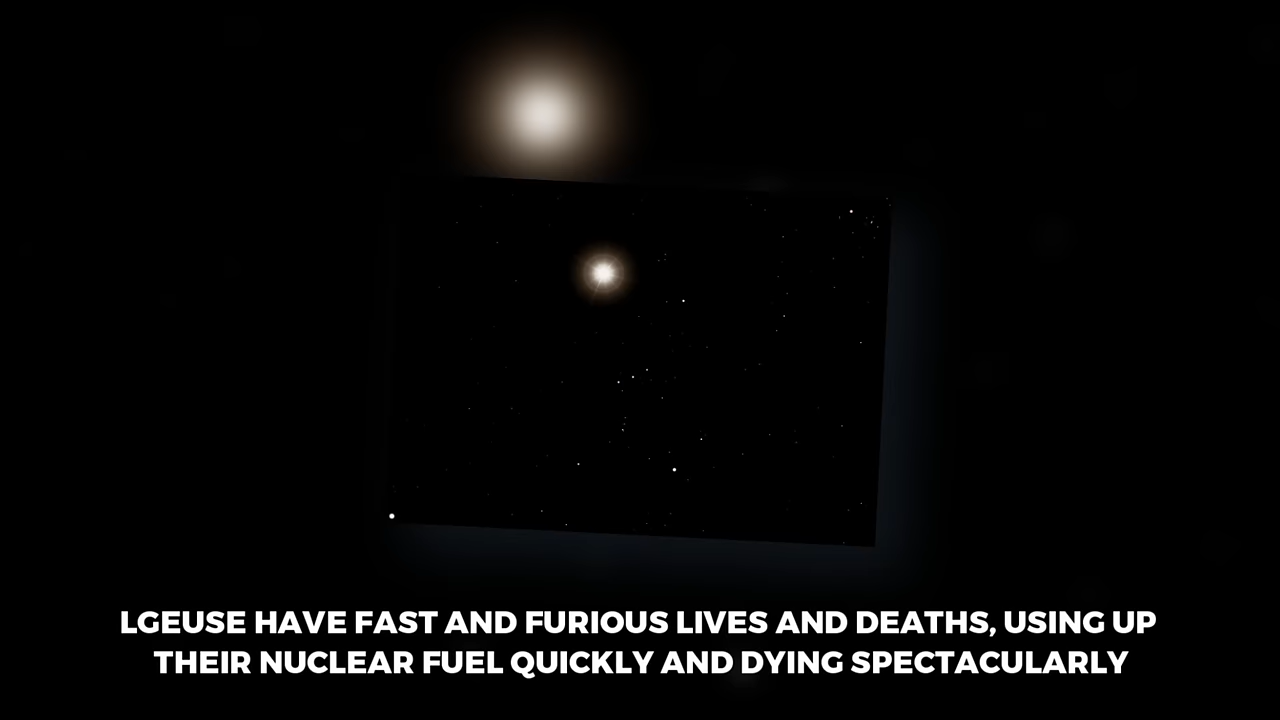 LGEUSE HAVE FAST AND FURIOUS LIVES AND DEATHS, USING UP
THEIR NUCLEAR FUEL QUICKLY AND DYING SPECTACULARLY